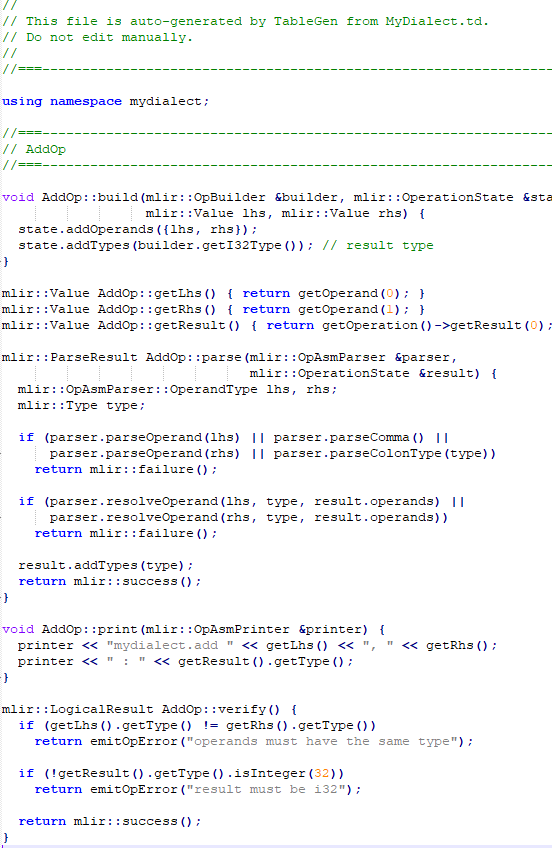 //
// This file is auto-generated by TableGen from MyDialect.td.
// Do not edit manually.
//
//===-----------------------------------------------------------------

using namespace mydialect;

//===-----------------------------------------------------------------
// AddOp
//===-----------------------------------------------------------------

void AddOp::build(mlir::OpBuilder &builder, mlir::OperationState &sta
                  mlir::Value lhs, mlir::Value rhs) {
  state.addOperands({lhs, rhs});
  state.addTypes(builder.getI32Type()); // result type
}

mlir::Value AddOp::getLhs() { return getOperand(0); }
mlir::Value AddOp::getRhs() { return getOperand(1); }
mlir::Value AddOp::getResult() { return getOperation()->getResult(0);

mlir::ParseResult AddOp::parse(mlir::OpAsmParser &parser,
                               mlir::OperationState &result) {
  mlir::OpAsmParser::OperandType lhs, rhs;
  mlir::Type type;

  if (parser.parseOperand(lhs) || parser.parseComma() ||
      parser.parseOperand(rhs) || parser.parseColonType(type))
    return mlir::failure();

  if (parser.resolveOperand(lhs, type, result.operands) ||
      parser.resolveOperand(rhs, type, result.operands))
    return mlir::failure();

  result.addTypes(type);
  return mlir::success();
}

void AddOp::print(mlir::OpAsmPrinter &printer) {
  printer << "mydialect.add " << getLhs() << ", " << getRhs();
  printer << " : " << getResult().getType();
}

mlir::LogicalResult AddOp::verify() {
  if (getLhs().getType() != getRhs().getType())
    return emitOpError("operands must have the same type");

  if (!getResult().getType().isInteger(32))
    return emitOpError("result must be i32");

  return mlir::success();
}